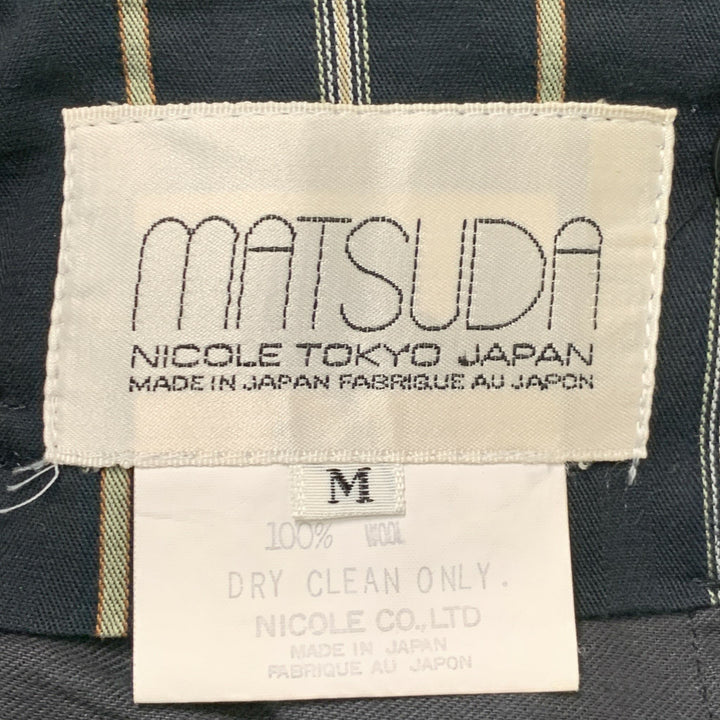 MATSUDA
NICOLE TOKYO JAPAN
MADE IN JAPAN FABRIQUE AU JAPON
M
100% WOOL
DRY CLEAN ONLY.
NICOLE CO., LTD
MADE IN JAPAN
FABRIQUE AU JAPON